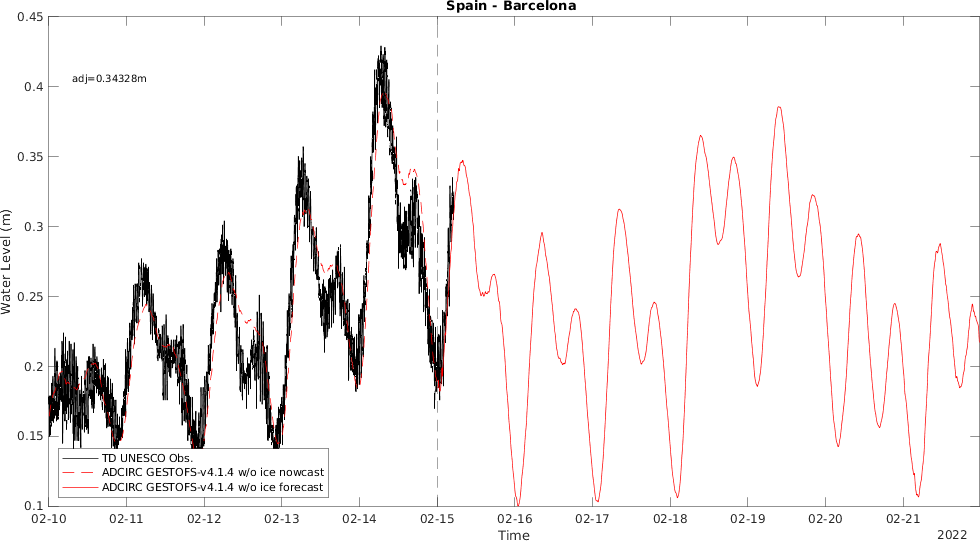 Spain - Barcelona
adj=0.34328m
0.45
0.4
0.35
0.3
0.25
0.2
0.15
0.1
Water Level (m)
TD UNESCO Obs.
ADCIRC GESTOFS-v4.1.4 w/o ice nowcast
ADCIRC GESTOFS-v4.1.4 w/o ice forecast
02-10 02-11 02-12 02-13 02-14 02-15 02-16 02-17 02-18 02-19 02-20 02-21
Time
2022